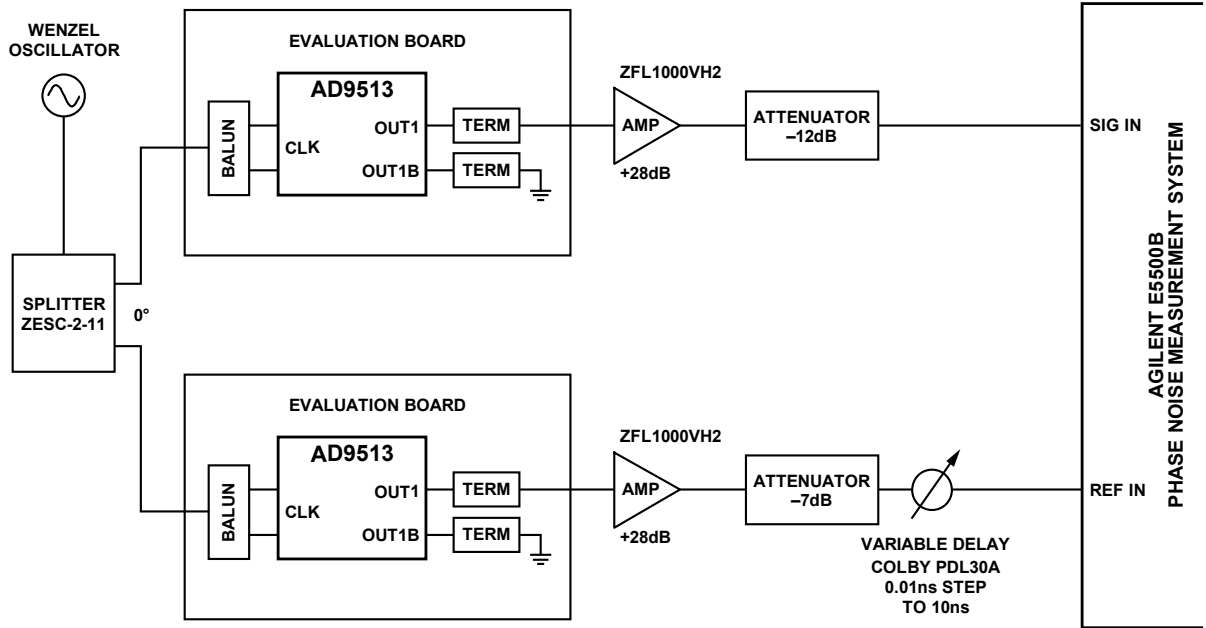 WENZEL
OSCILLATOR
SPLITTER
ZESC-2-11
0°
EVALUATION BOARD
BALUN
AD9513
CLK
OUT1
OUT1B
TERM
TERM
ZFL1000VH2
AMP
+28dB
ATTENUATOR
–12dB
SIG IN
EVALUATION BOARD
BALUN
AD9513
CLK
OUT1
OUT1B
TERM
TERM
ZFL1000VH2
AMP
+28dB
ATTENUATOR
–7dB
VARIABLE DELAY
COLBY PDL30A
0.01ns STEP
TO 10ns
REF IN
AGILENT E5500B
PHASE NOISE MEASUREMENT SYSTEM